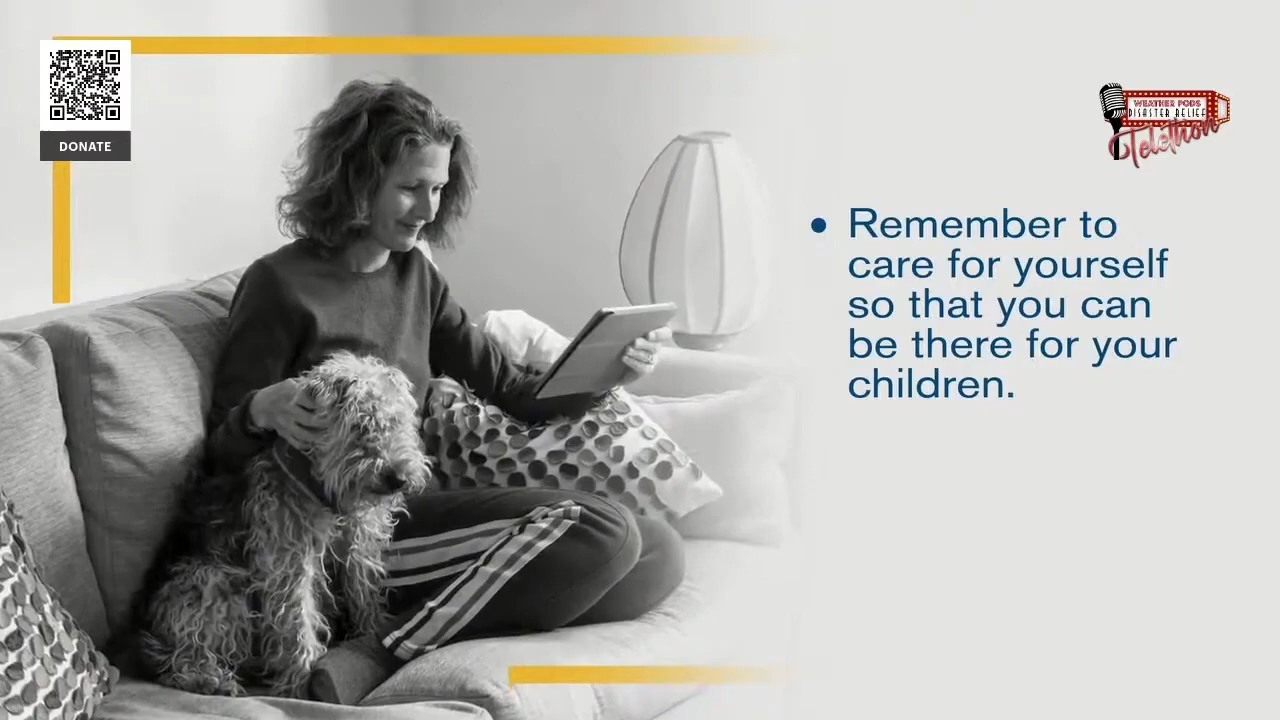 DONATE
WEATHER PODS
DISASTER RELIEF
Telethon
• Remember to
care for yourself
so that you can
be there for your
children.